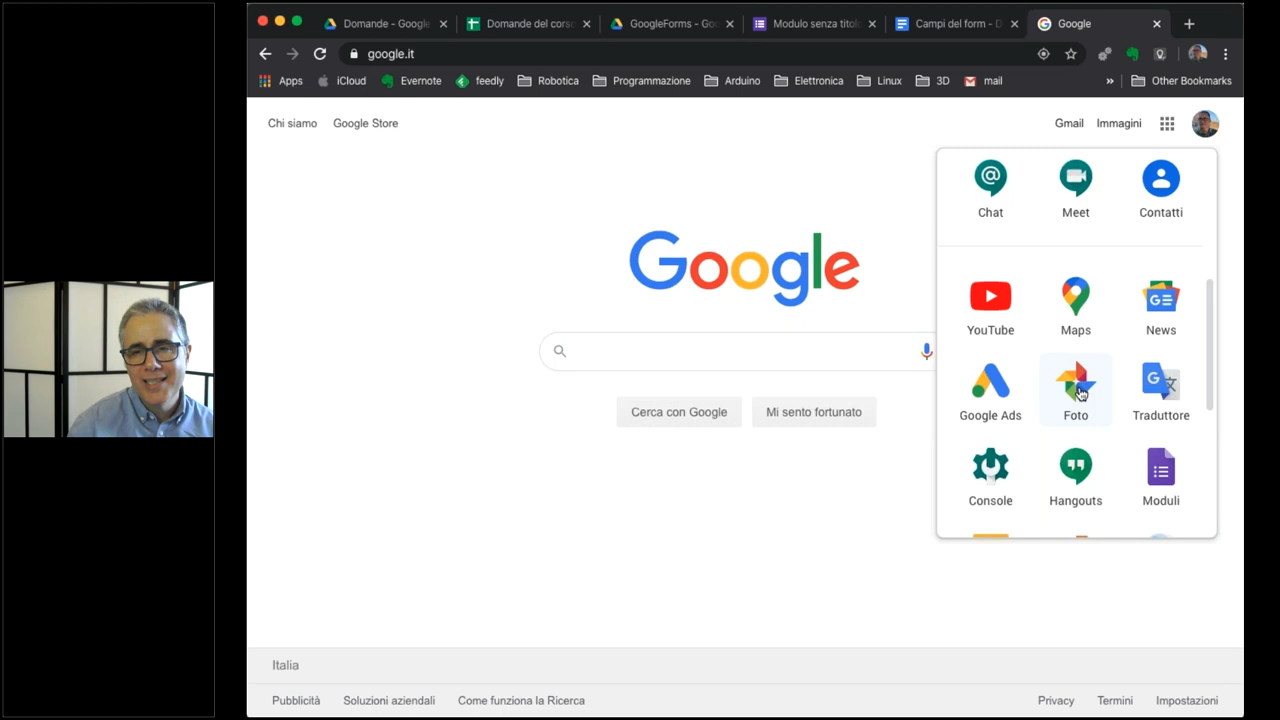 Domande - Google
Domande del corso
GoogleForms - Goo
Modulo senza titolo
Campi del form - D
Google
google.it
Apps
iCloud
Evernote
feedly
Robotica
Programmazione
Arduino
Elettronica
Linux
3D
mail
»
Other Bookmarks
Chi siamo
Google Store
Gmail
Immagini
Chat
Meet
Contatti
Google
YouTube
Maps
News
Google Ads
Foto
Traduttore
Cerca con Google
Mi sento fortunato
Console
Hangouts
Moduli
Italia
Pubblicità
Soluzioni aziendali
Come funziona la Ricerca
Privacy
Termini
Impostazioni